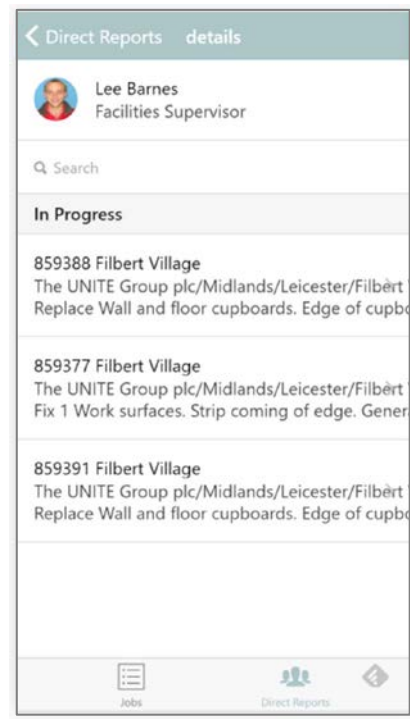 Direct Reports details
Lee Barnes
Facilities Supervisor
Search
In Progress
859388 Filbert Village
The UNITE Group plc/Midlands/Leicester/Filbert
Replace Wall and floor cupboards. Edge of
859377 Filbert Village
The UNITE Group plc/Midlands/Leicester/Filbert
Fix 1 Work surfaces. Strip coming of edge.
859391 Filbert Village
The UNITE Group plc/Midlands/Leicester/Filbert
Replace Wall and floor cupboards. Edge of
Jobs
Direct Reports